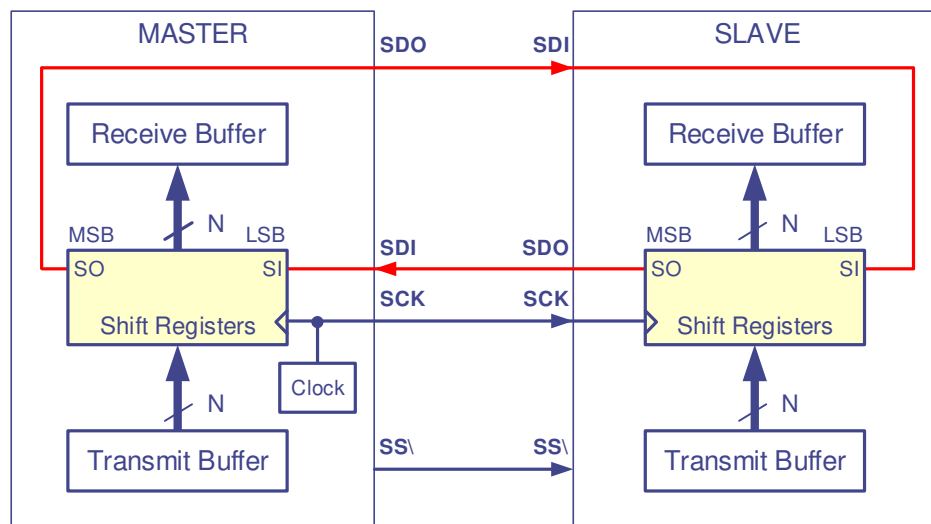 MASTER SDO SDI SLAVE
Receive Buffer Receive Buffer
N N
MSB LSB SDI SDO MSB LSB
SO SI SO SI
SCK SCK
Shift Registers Shift Registers
Clock
N N
SS\ SS\
Transmit Buffer Transmit Buffer